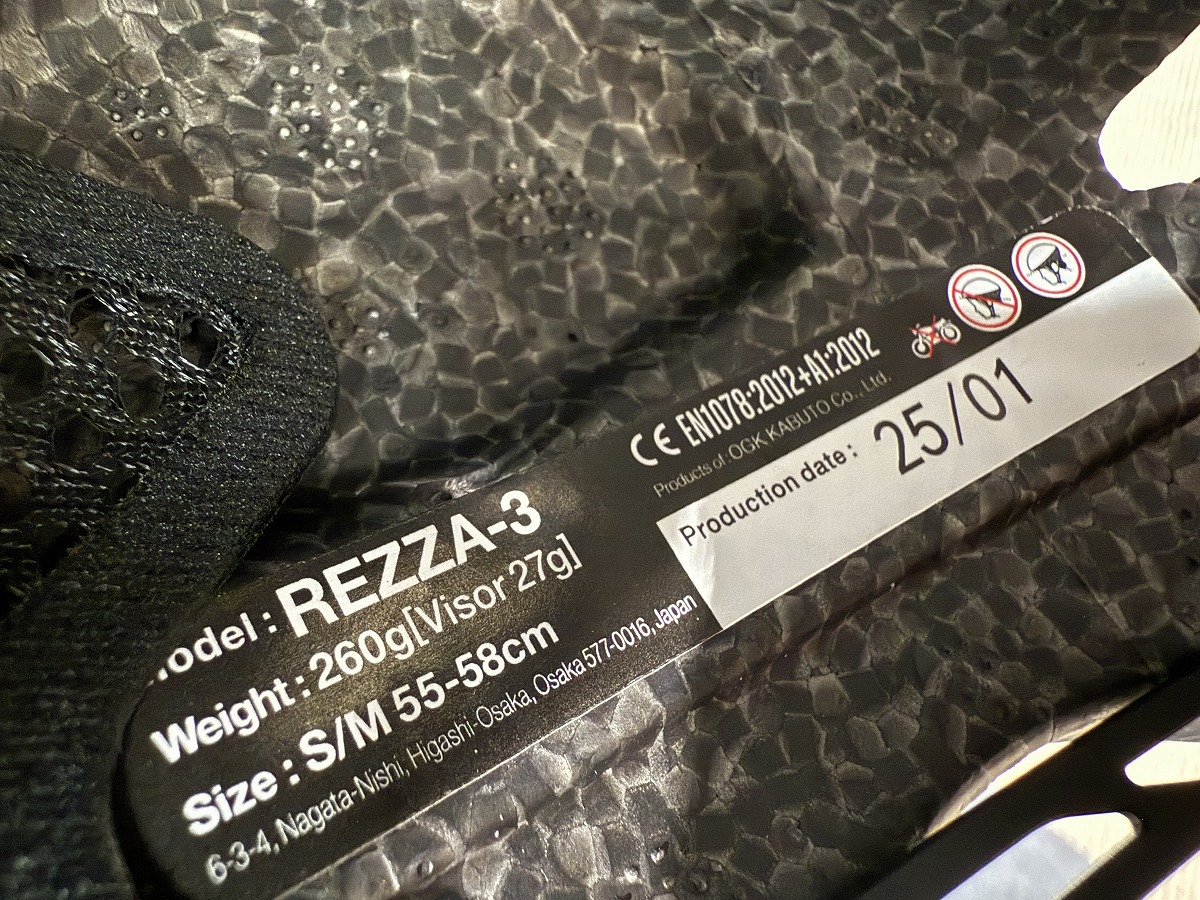 odel : REZZA-3
Weight : 260g[Visor 27g]
Size : S/M 55-58cm
6-3-4, Nagata-Nishi, Higashi-Osaka, Osaka 577-0016, Japan
CE EN1078:2012+A1:2012
Products of : OGK KABUTO Co., Ltd.
Production date : 25/01